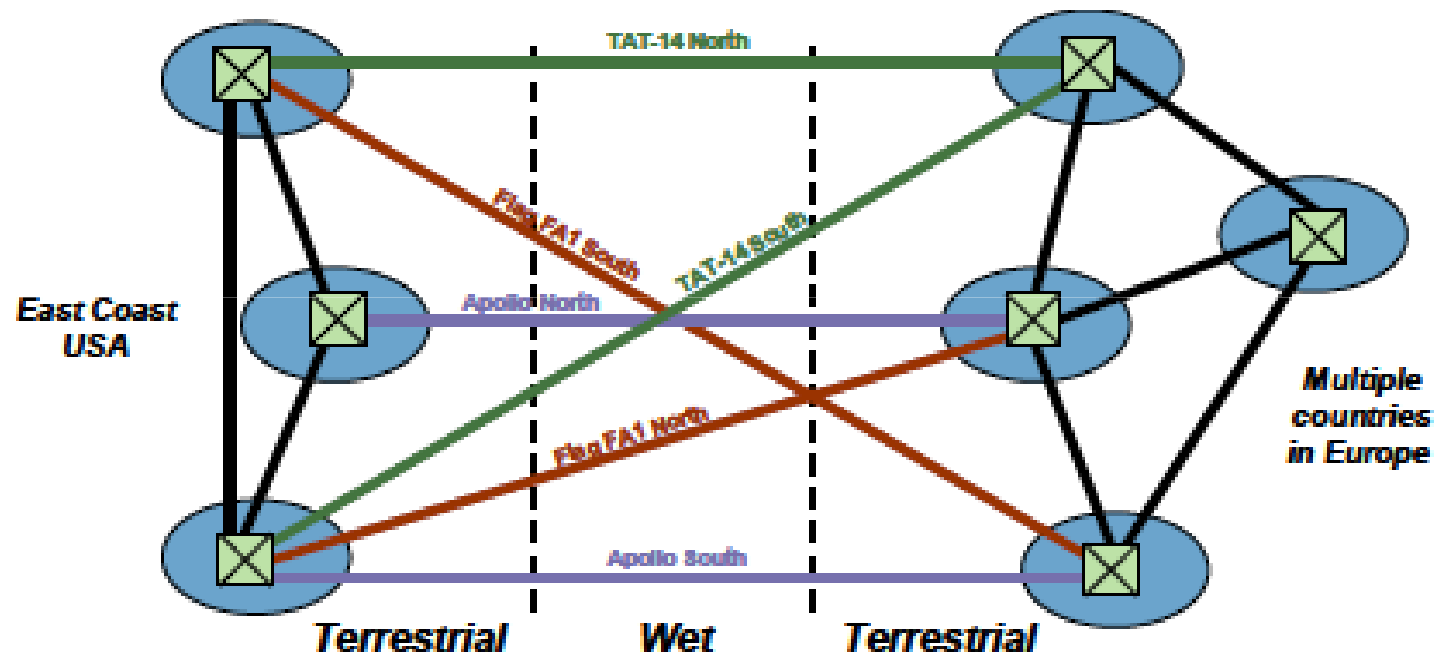 TAT-14 North
Flag FA1 South
TAT-14 South
Apollo North
East Coast
USA
Multiple
countries
in Europe
Flag FA1 North
Apollo South
Terrestrial
Wet
Terrestrial